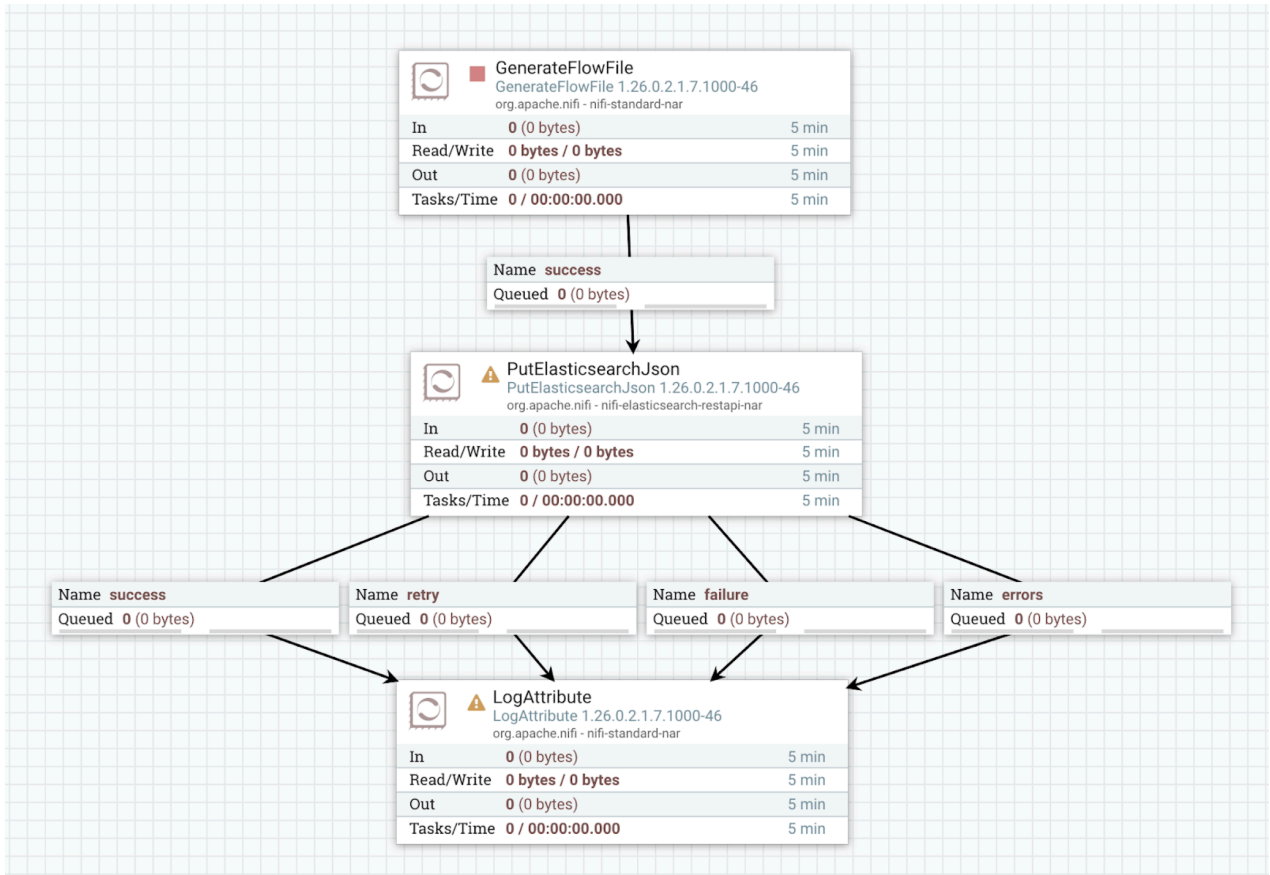 GenerateFlowFile
GenerateFlowFile 1.26.0.2.1.7.1000-46
org.apache.nifi - nifi-standard-nar
In 0 (0 bytes) 5 min
Read/Write 0 bytes / 0 bytes 5 min
Out 0 (0 bytes) 5 min
Tasks/Time 0 / 00:00:00.000 5 min
Name success
Queued 0 (0 bytes)
PutElasticsearchJson
PutElasticsearchJson 1.26.0.2.1.7.1000-46
org.apache.nifi - nifi-elasticsearch-restapi-nar
In 0 (0 bytes) 5 min
Read/Write 0 bytes / 0 bytes 5 min
Out 0 (0 bytes) 5 min
Tasks/Time 0 / 00:00:00.000 5 min
Name success
Queued 0 (0 bytes)
Name retry
Queued 0 (0 bytes)
Name failure
Queued 0 (0 bytes)
Name errors
Queued 0 (0 bytes)
LogAttribute
LogAttribute 1.26.0.2.1.7.1000-46
org.apache.nifi - nifi-standard-nar
In 0 (0 bytes) 5 min
Read/Write 0 bytes / 0 bytes 5 min
Out 0 (0 bytes) 5 min
Tasks/Time 0 / 00:00:00.000 5 min